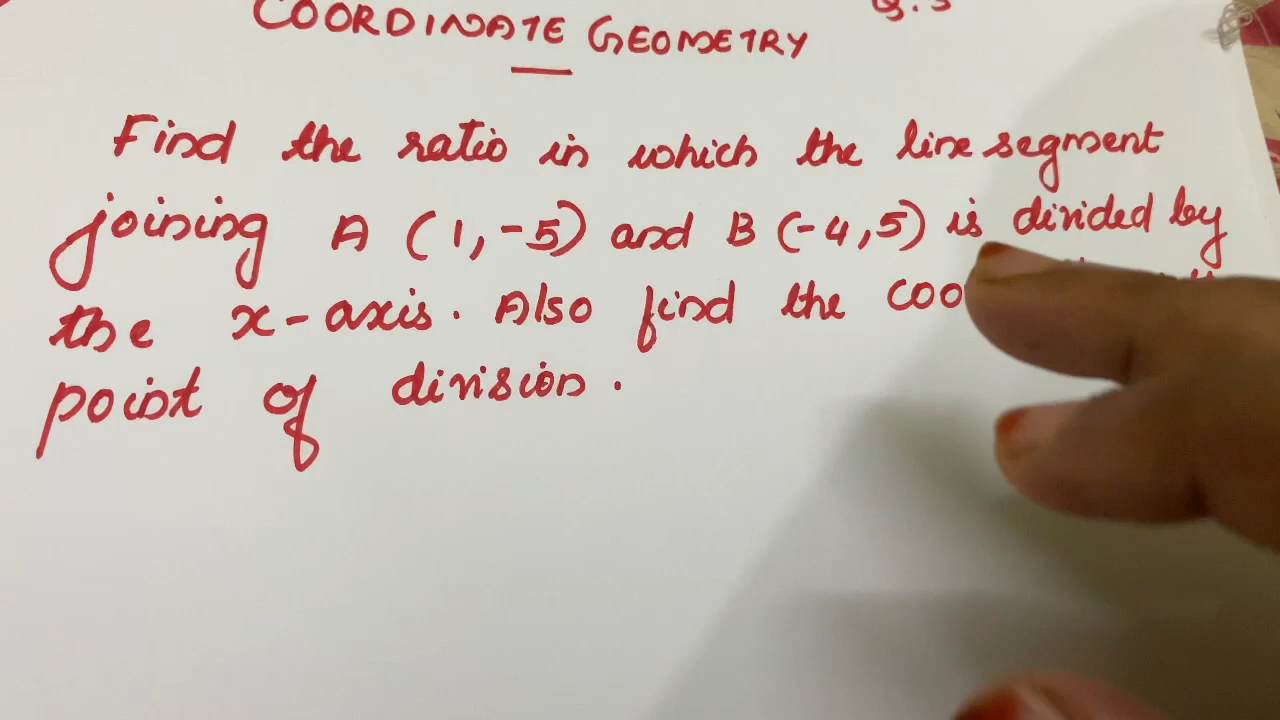 Q.5
COORDINATE GEOMETRY
Find the ratio in which the line segment
joining A (1,-5) and B (-4,5) is divided by
the x-axis. Also find the
point of division.